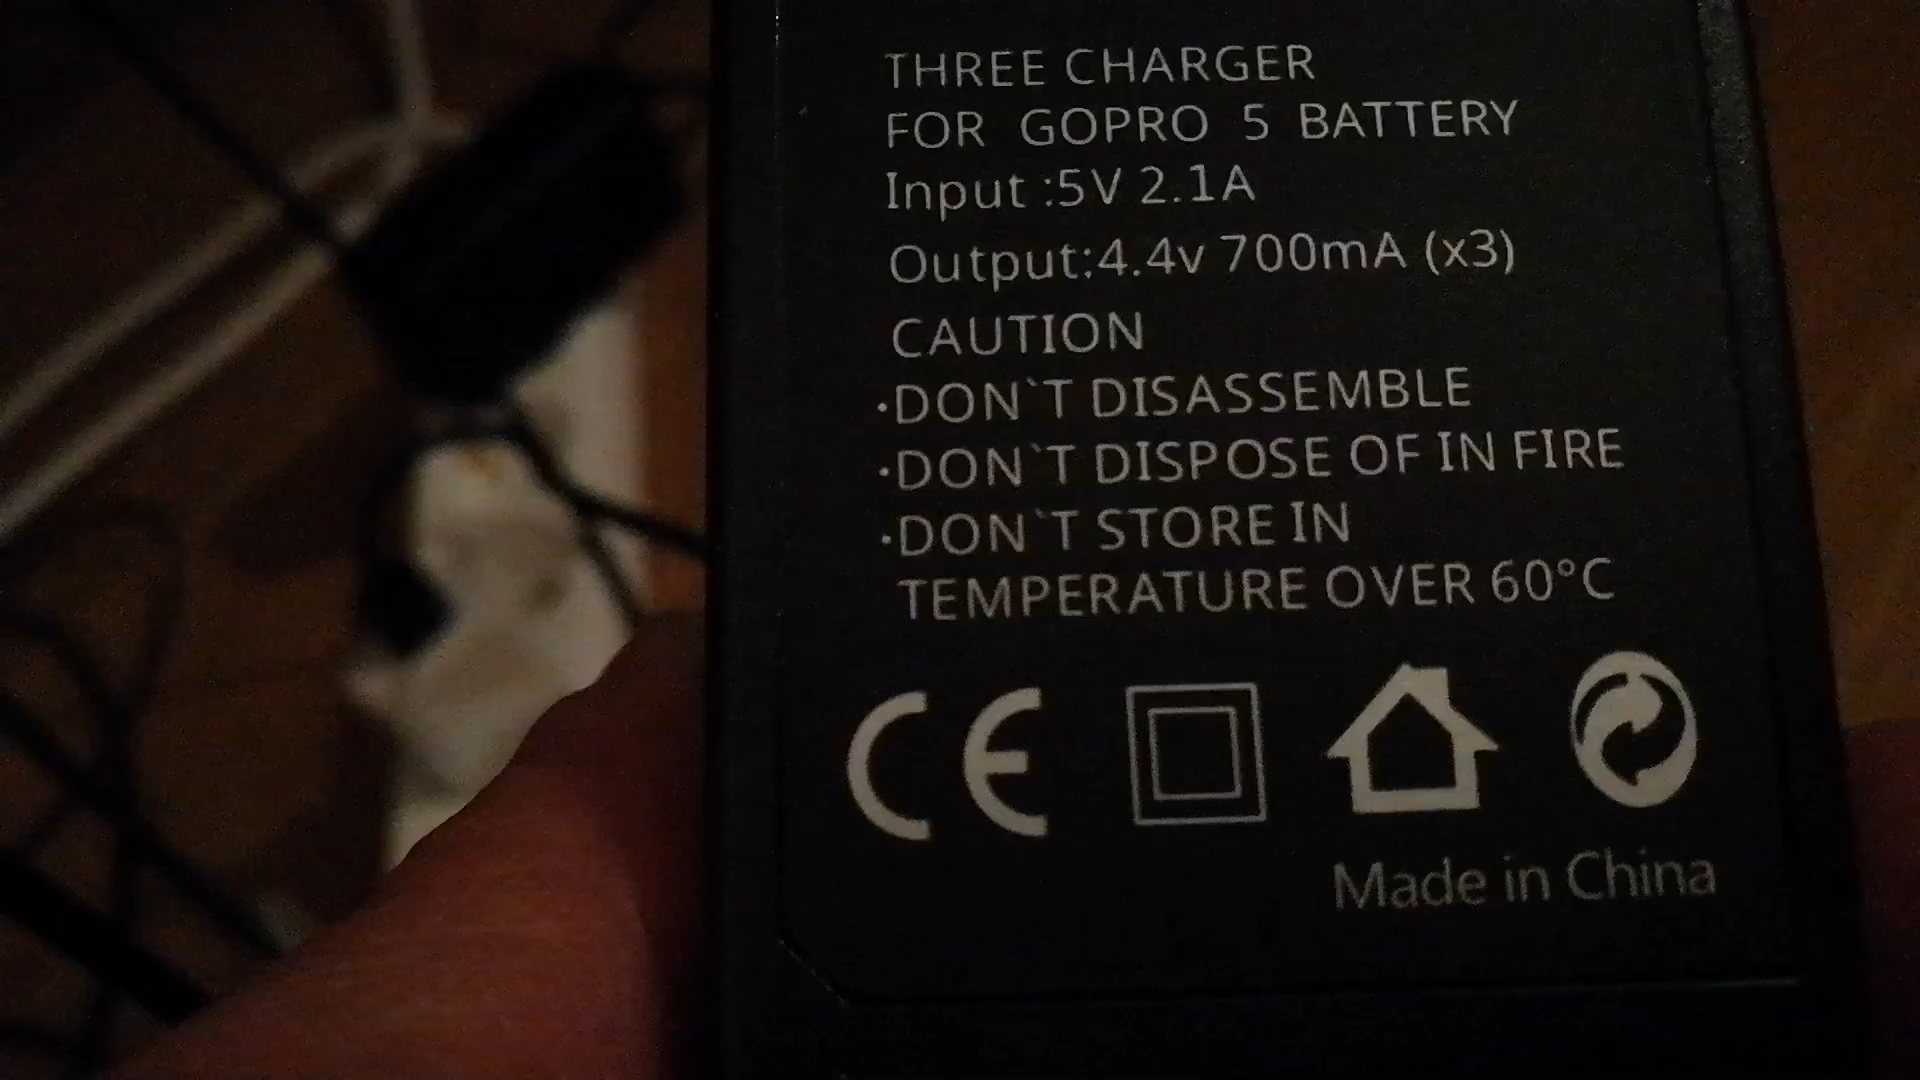 THREE CHARGER
FOR GOPRO 5 BATTERY
Input :5V 2.1A
Output:4.4v 700mA (x3)
CAUTION
·DON`T DISASSEMBLE
·DON`T DISPOSE OF IN FIRE
·DON`T STORE IN
TEMPERATURE OVER 60°C
CE
Made in China